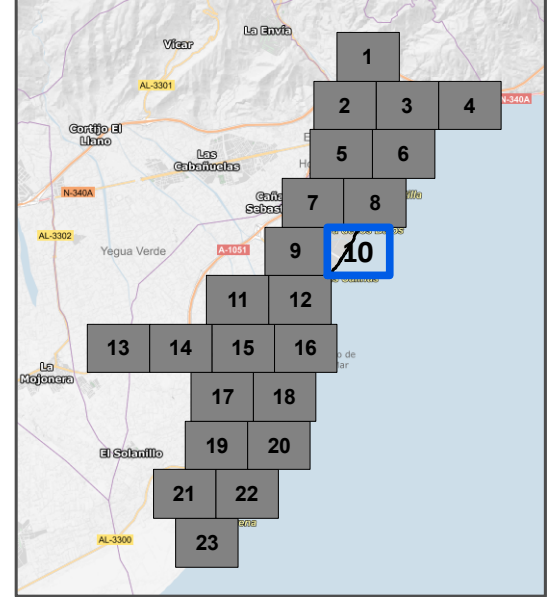 La Envía
Vícar
1
AL-3301
2 3 4
N-340A
Cortijo El
Llano
Las
Cabañuelas
5 6
N-340A
7 8
AL-3302
Yegua Verde
A-1051
9 10
11 12
13 14 15 16
La
Mojonera
17 18
El Solanillo
19 20
21 22
AL-3300
23